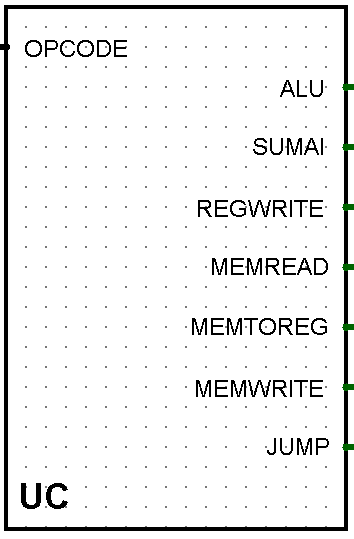 OPCODE
ALU
SUMAI
REGWRITE
MEMREAD
MEMTOREG
MEMWRITE
JUMP
UC